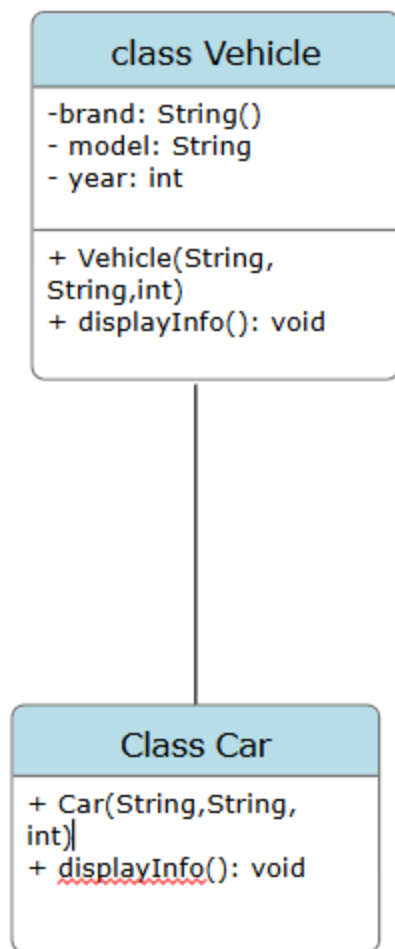 class Vehicle
-brand: String()
- model: String
- year: int
+ Vehicle(String,
String,int)
+ displayInfo(): void
Class Car
+ Car(String,String,
int)
+ displayInfo(): void